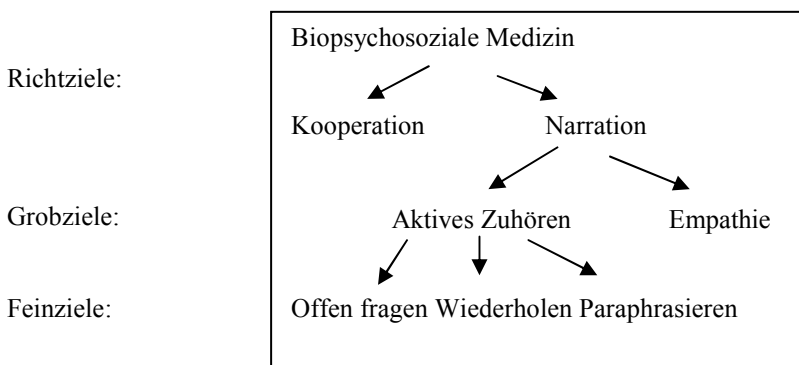 Biopsychosoziale Medizin
Richtziele:
Kooperation Narration
Grobziele: Aktives Zuhören Empathie
Feinziele: Offen fragen Wiederholen Paraphrasieren